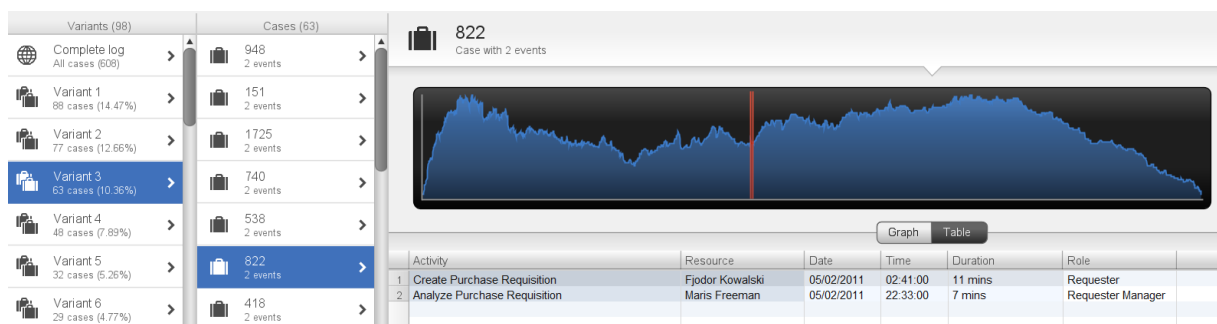 Variants (98)
Complete log
All cases (608)
Variant 1
88 cases (14.47%)
Variant 2
77 cases (12.66%)
Variant 3
63 cases (10.36%)
Variant 4
48 cases (7.89%)
Variant 5
32 cases (5.26%)
Variant 6
29 cases (4.77%)
Cases (63)
948
2 events
151
2 events
1725
2 events
740
2 events
538
2 events
822
2 events
418
2 events
822
Case with 2 events
Graph Table
Activity Resource Date Time Duration Role
1 Create Purchase Requisition Fjodor Kowalski 05/02/2011 02:41:00 11 mins Requester
2 Analyze Purchase Requisition Maris Freeman 05/02/2011 22:33:00 7 mins Requester Manager